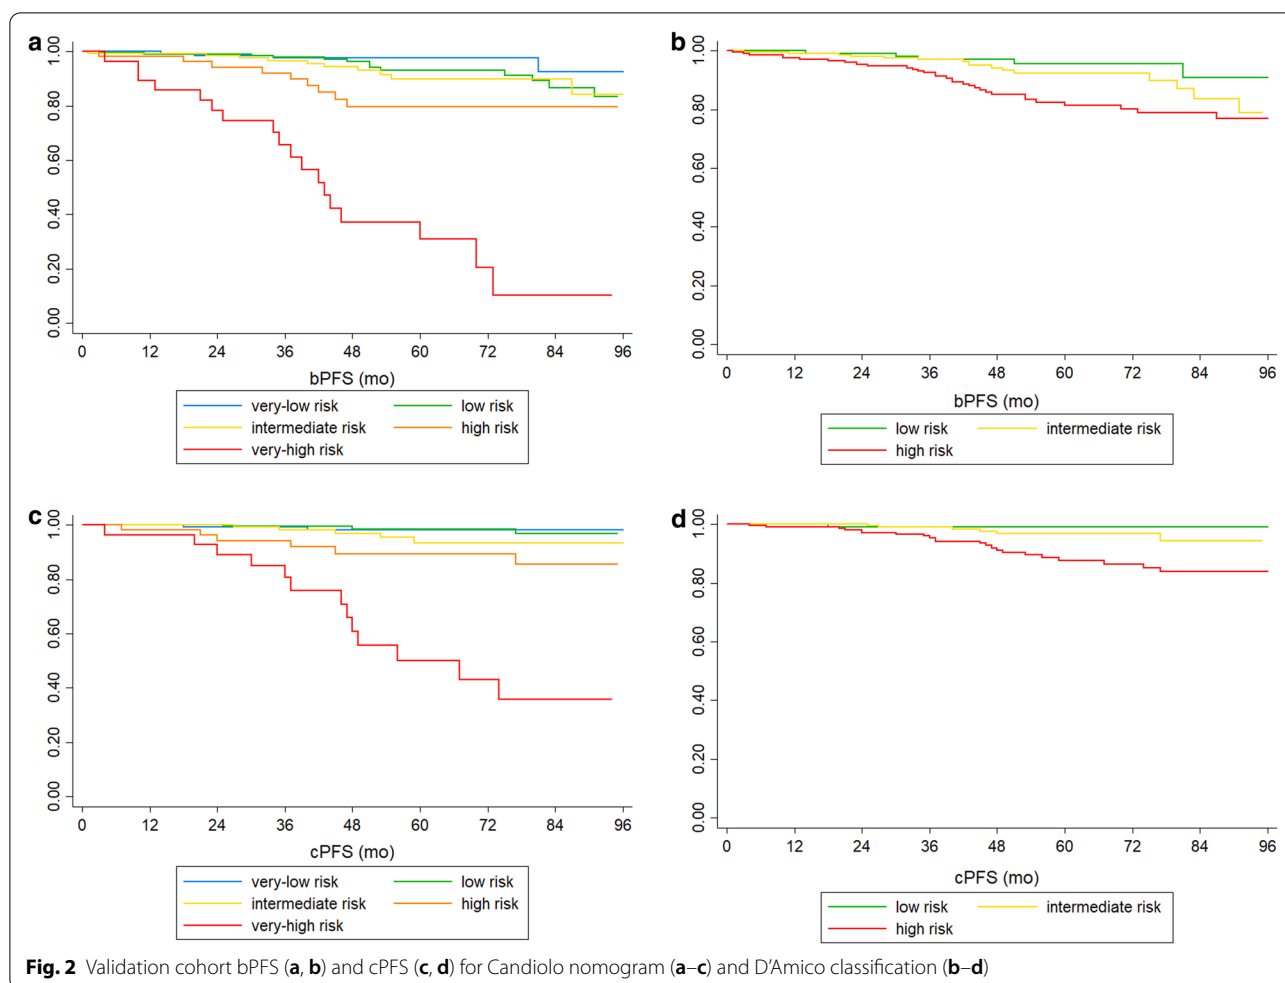 a
1.00
0.80
0.60
0.40
0.20
0.00
0 12 24 36 48 60 72 84 96
bPFS (mo)
very-low risk low risk
intermediate risk high risk
very-high risk
b
1.00
0.80
0.60
0.40
0.20
0.00
0 12 24 36 48 60 72 84 96
bPFS (mo)
low risk intermediate risk
high risk
c
1.00
0.80
0.60
0.40
0.20
0.00
0 12 24 36 48 60 72 84 96
cPFS (mo)
very-low risk low risk
intermediate risk high risk
very-high risk
d
1.00
0.80
0.60
0.40
0.20
0.00
0 12 24 36 48 60 72 84 96
cPFS (mo)
low risk intermediate risk
high risk
Fig. 2 Validation cohort bPFS (a, b) and cPFS (c, d) for Candiolo nomogram (a–c) and D'Amico classification (b–d)